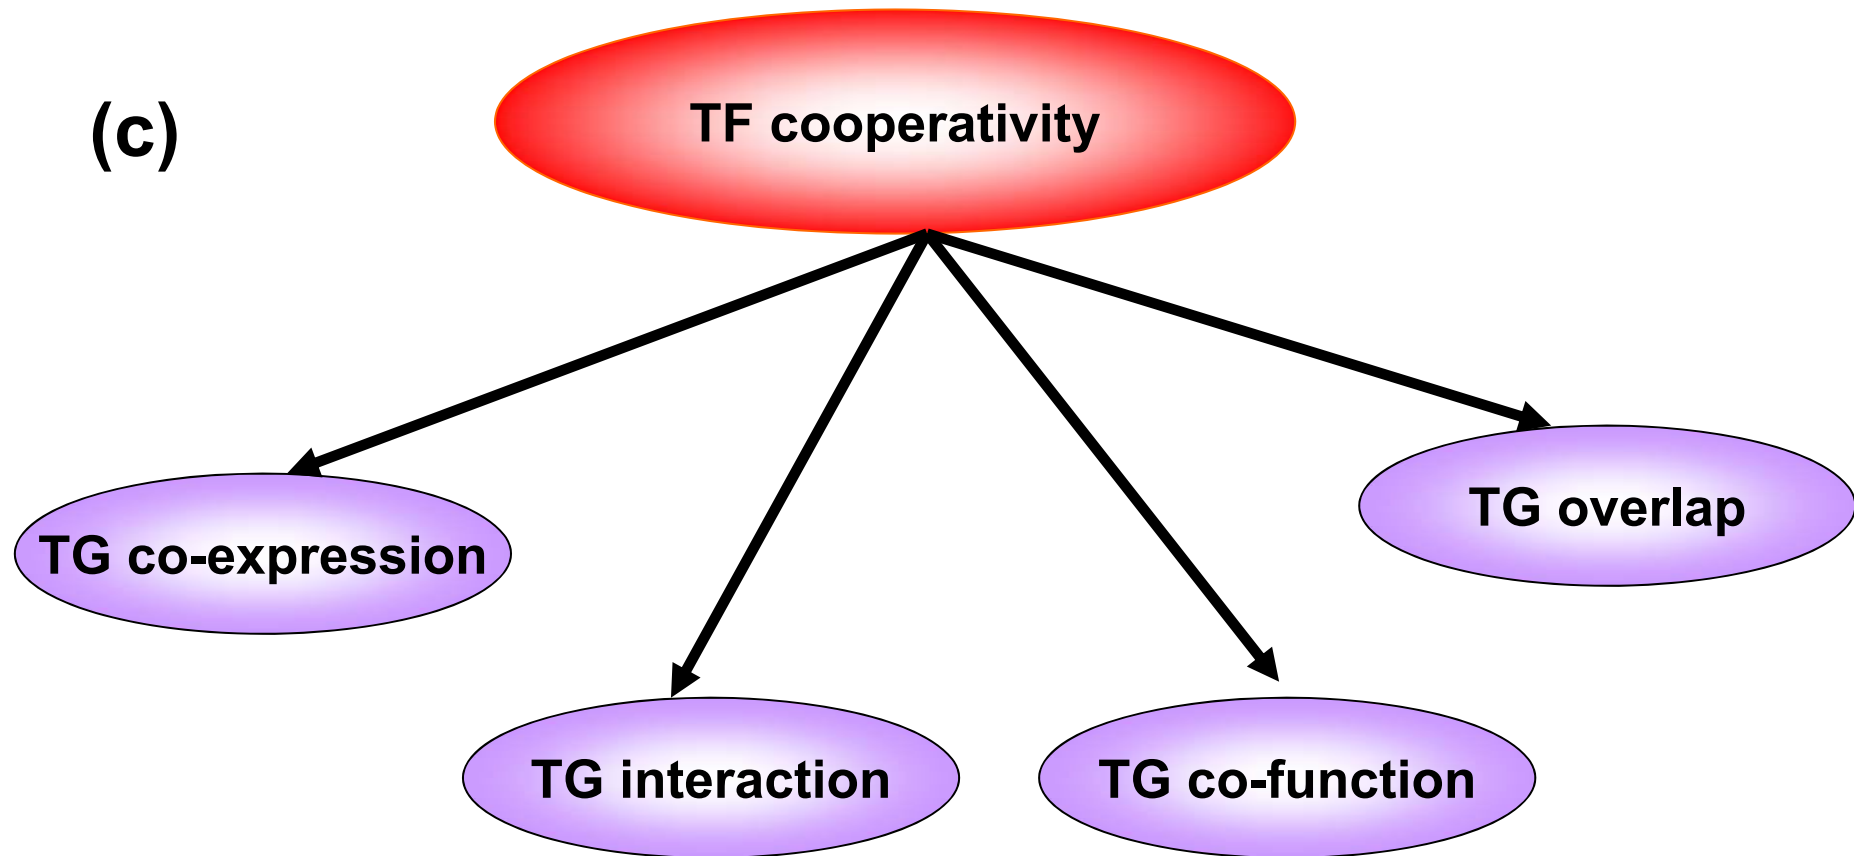 (c)
TF cooperativity
TG co-expression
TG interaction
TG co-function
TG overlap